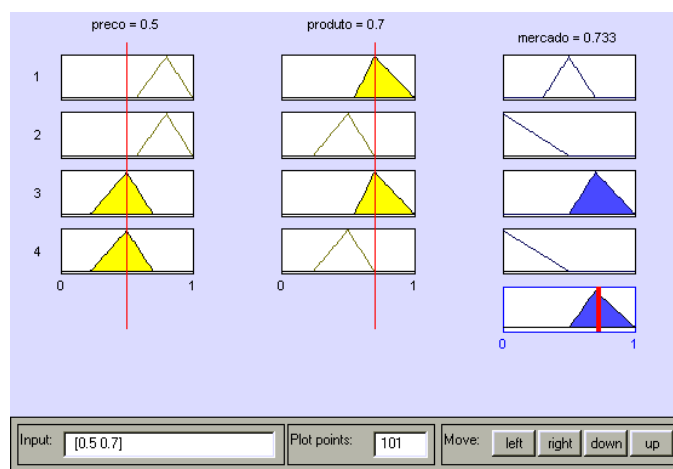 preco = 0.5
produto = 0.7
mercado = 0.733
1
2
3
4
0 1
0 1
0 1
Input: [0.5 0.7]
Plot points: 101
Move: left right down up